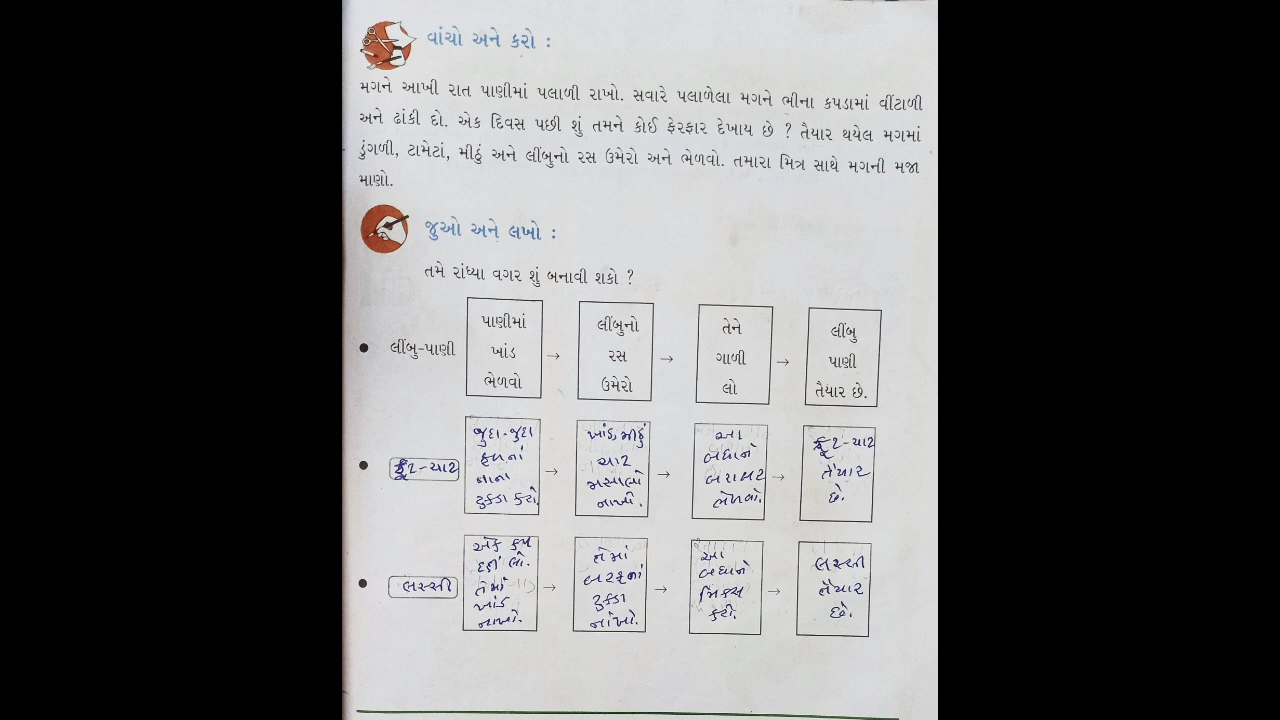 વાંચો અને કરો :
મગને આખી રાત પાણીમાં પલાળી રાખો. સવારે પલાળેલા મગને ભીના કપડામાં વીંટાળી
અને ઢાંકી દો. એક દિવસ પછી શું તમને કોઈ ફેરફાર દેખાય છે ? તૈયાર થયેલ મગમાં
ડુંગળી, ટામેટાં, મીઠું અને લીંબુનો રસ ઉમેરો અને ભેળવો. તમારા મિત્ર સાથે મગની મજા
માણો.
જુઓ અને લખો :
તમે રાંધ્યા વગર શું બનાવી શકો ?
• લીંબુ-પાણી
પાણીમાં
ખાંડ
ભેળવો
→
લીંબુનો
રસ
ઉમેરો
→
તેને
ગાળી
લો
→
લીંબુ
પાણી
તૈયાર છે.
• ફ્રૂટ-ચાટ
જુદા-જુદા
ફળનાં
નાના
ટુકડા કરો.
→
ખાંડ, મીઠું
ચાટ
મસાલો
નાખી.
→
આ
બધાને
બરાબર
ભેળવો.
→
ફ્રૂટ-ચાટ
તૈયાર
છે.
• લસ્સી
એક કપ
દહીં લો.
તેમાં
ખાંડ
નાખો.
→
તેમાં
બરફનાં
ટુકડા
નાંખો.
→
આ
બધાને
મિક્સ
કરો.
→
લસ્સી
તૈયાર
છે.